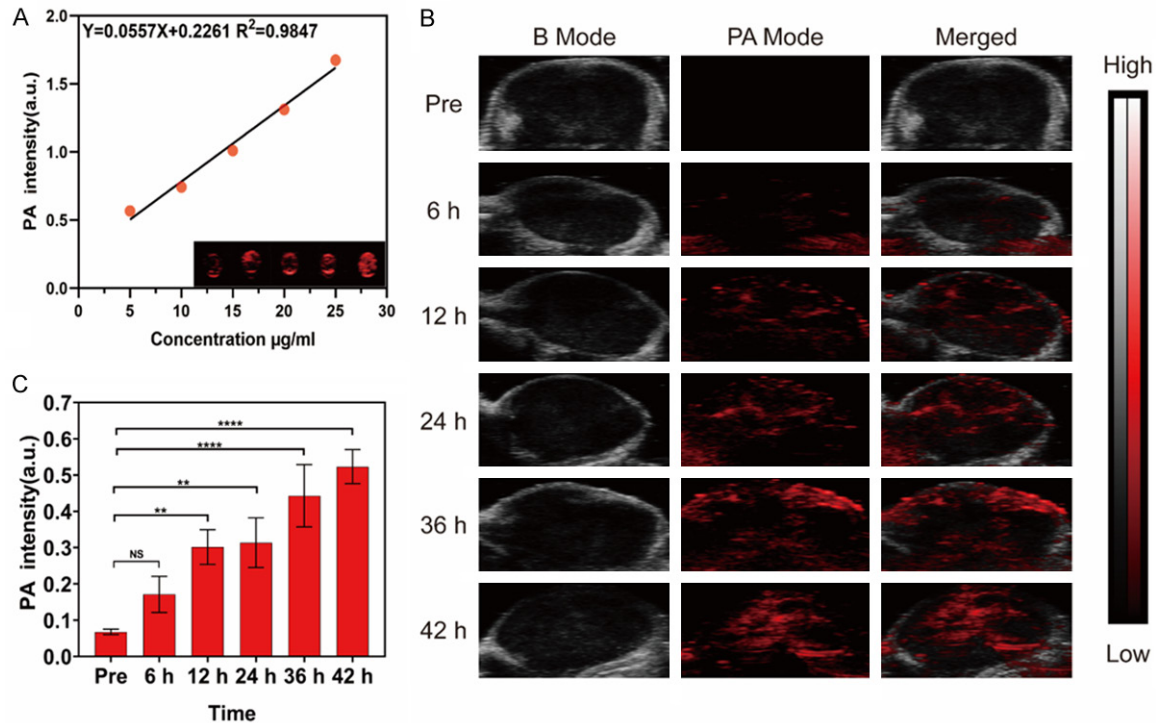 A
Y=0.0557X+0.2261 R²=0.9847
PA intensity(a.u.)
2.0
1.5
1.0
0.5
0.0
0 5 10 15 20 25 30
Concentration µg/ml
B
B Mode PA Mode Merged
Pre
6 h
12 h
24 h
36 h
42 h
High
Low
C
PA intensity(a.u.)
0.7
0.6
0.5
0.4
0.3
0.2
0.1
0.0
****
****
**
**
NS
Pre 6 h 12 h 24 h 36 h 42 h
Time